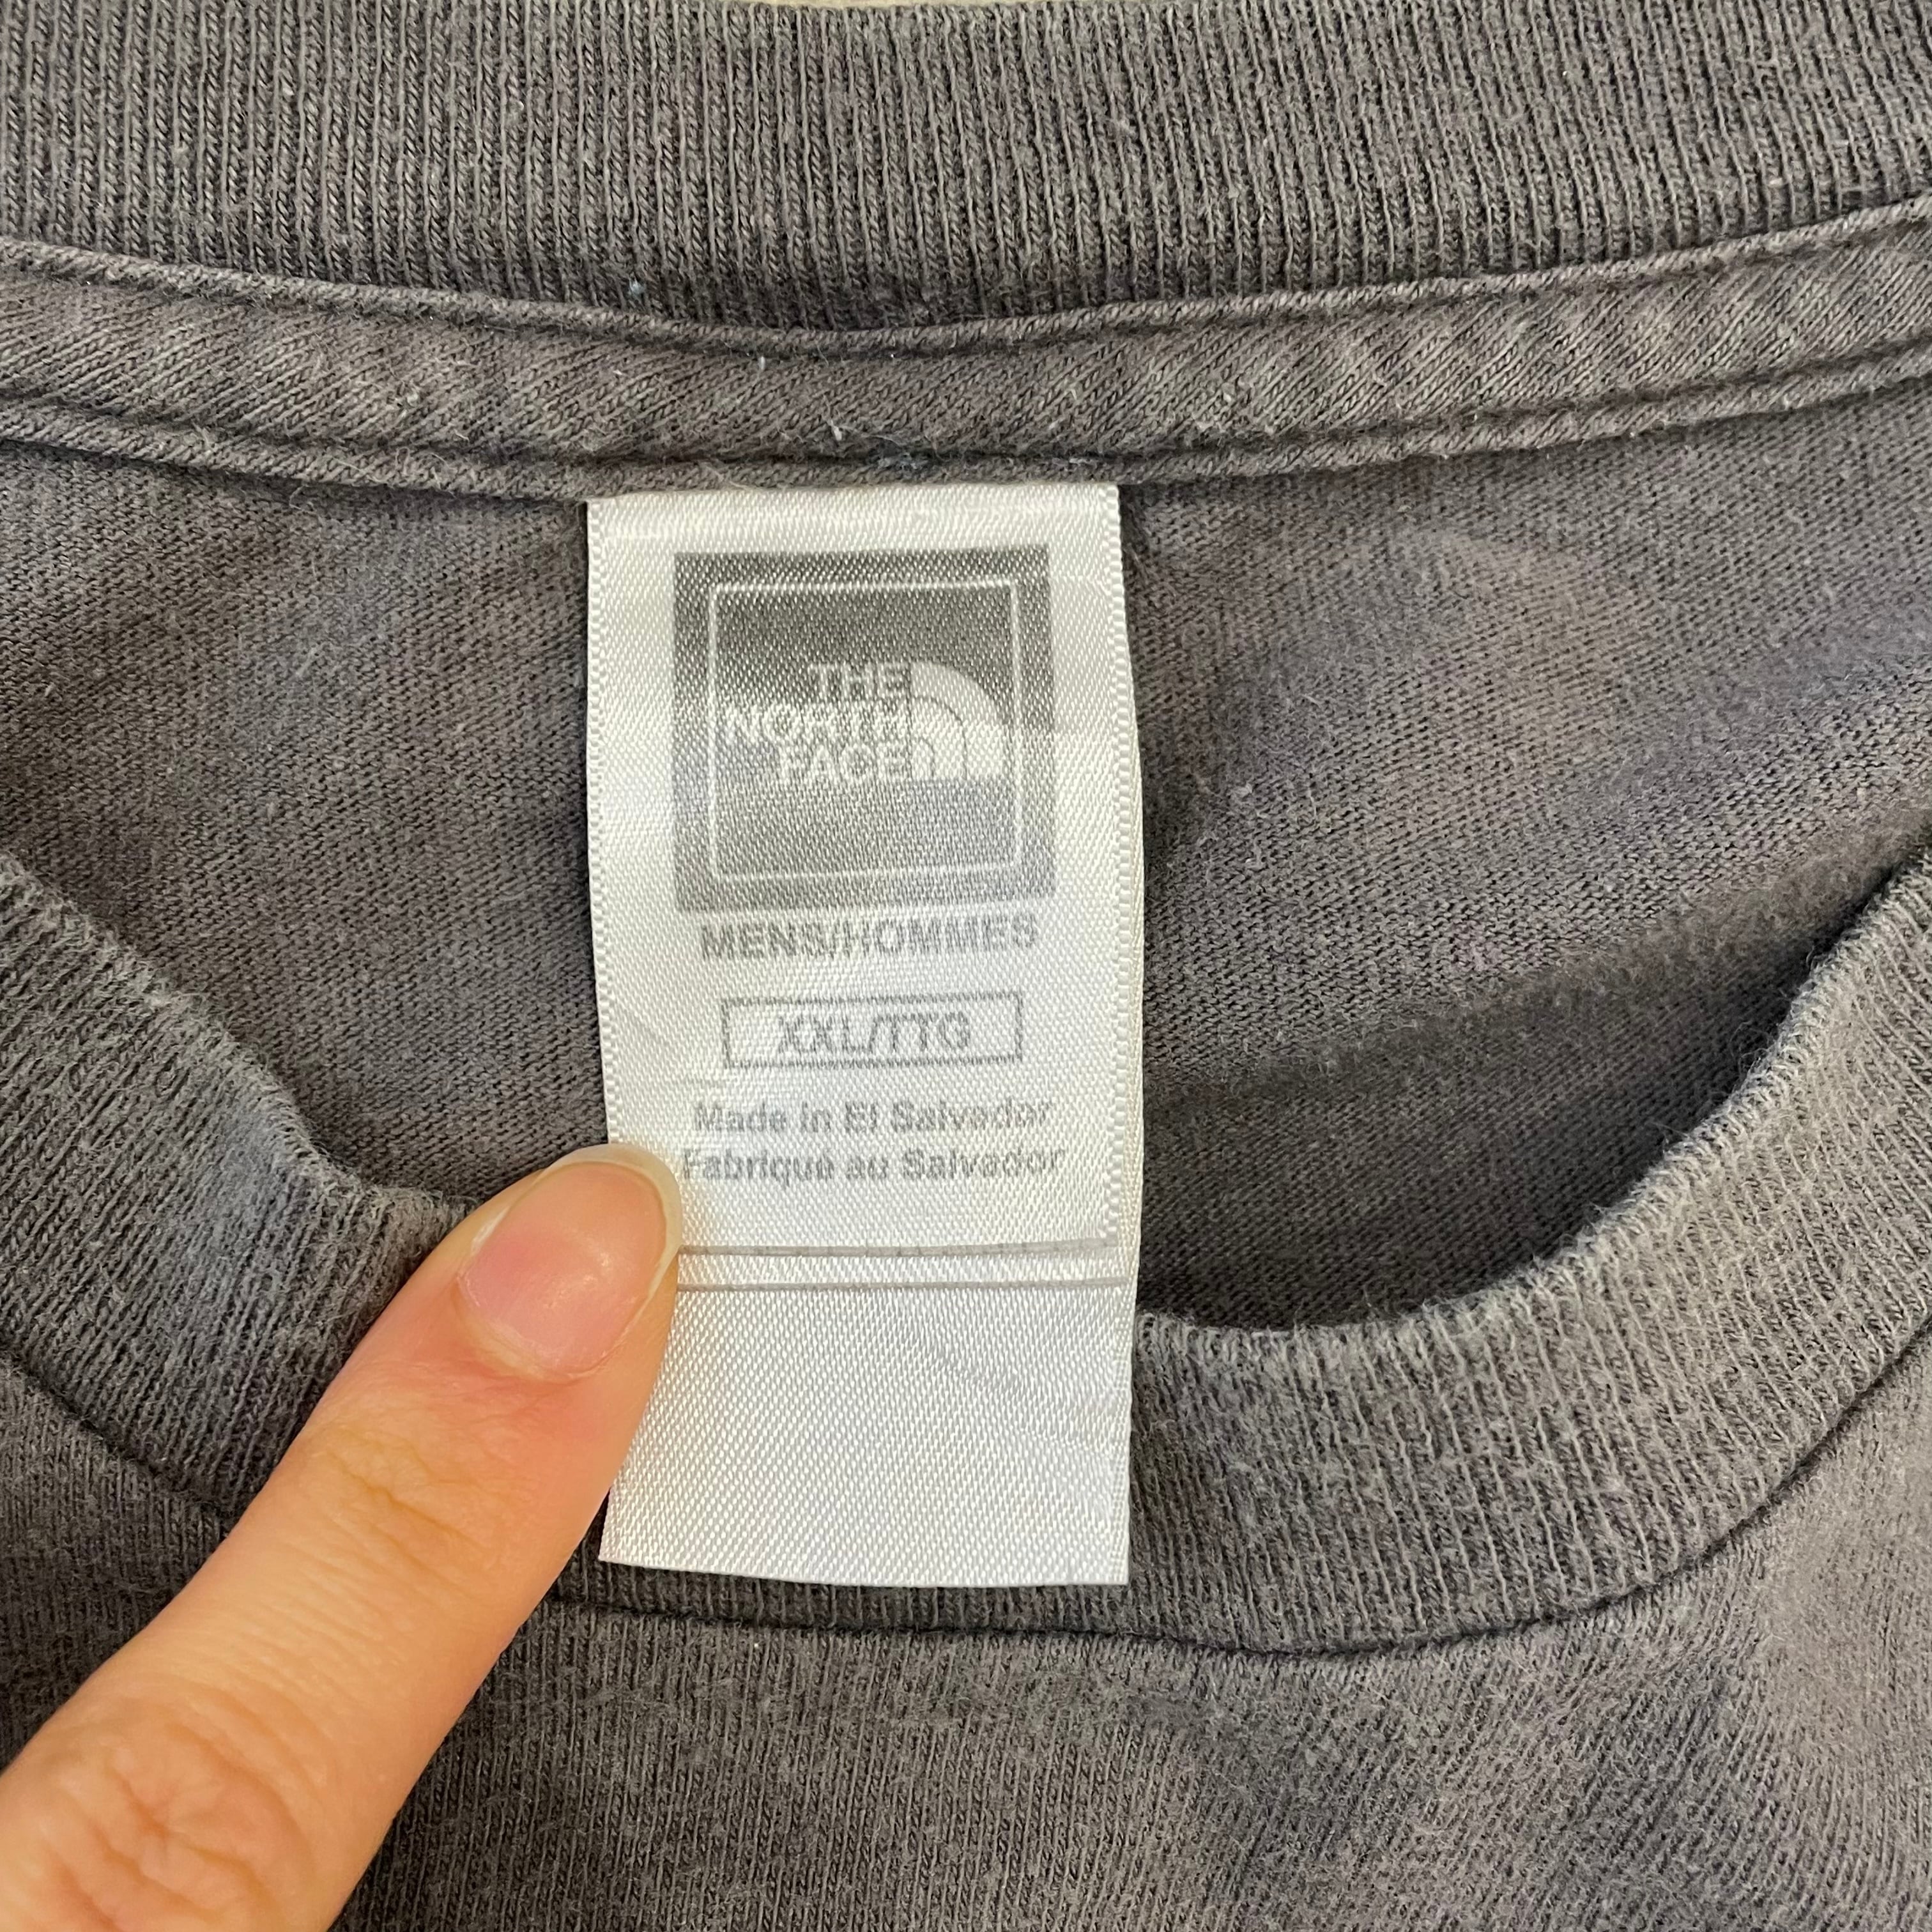 THE
NORTH
FACE
MENS/HOMMES
XXL/TTG
Made in El Salvador
Fabriqué au Salvador